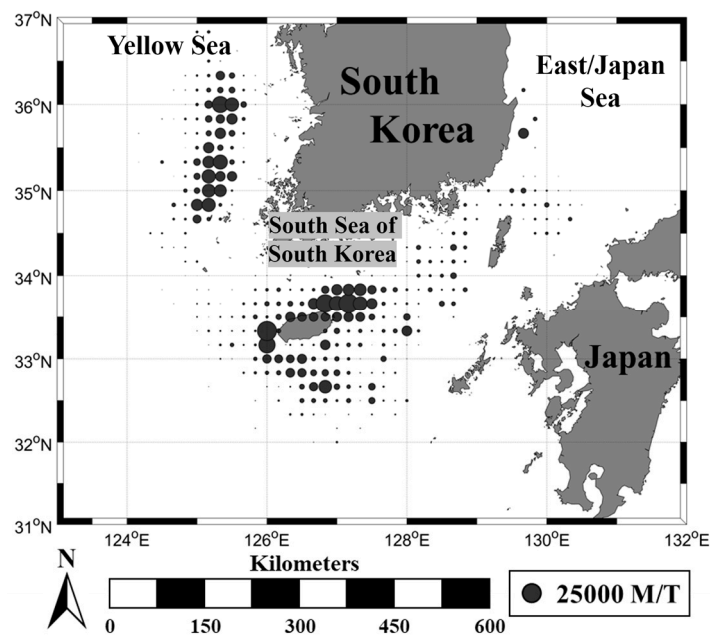 37°N
Yellow Sea
South
Korea
East/Japan
Sea
36°N
35°N
South Sea of
South Korea
34°N
33°N
Japan
32°N
31°N
124°E
126°E
128°E
130°E
132°E
N
Kilometers
0
150
300
450
600
25000 M/T